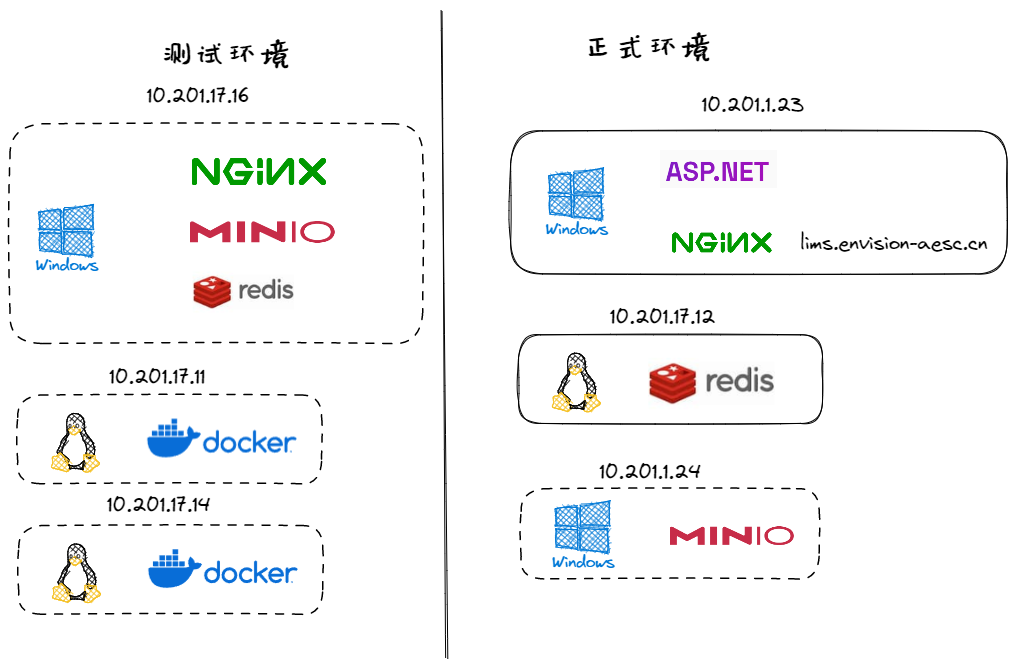 测试环境
10.201.17.16
NGINX
Windows
MINIO
redis
10.201.17.11
docker
10.201.17.14
docker
正式环境
10.201.1.23
ASP.NET
Windows
NGINX
lims.envision-aesc.cn
10.201.17.12
redis
10.201.1.24
Windows
MINIO